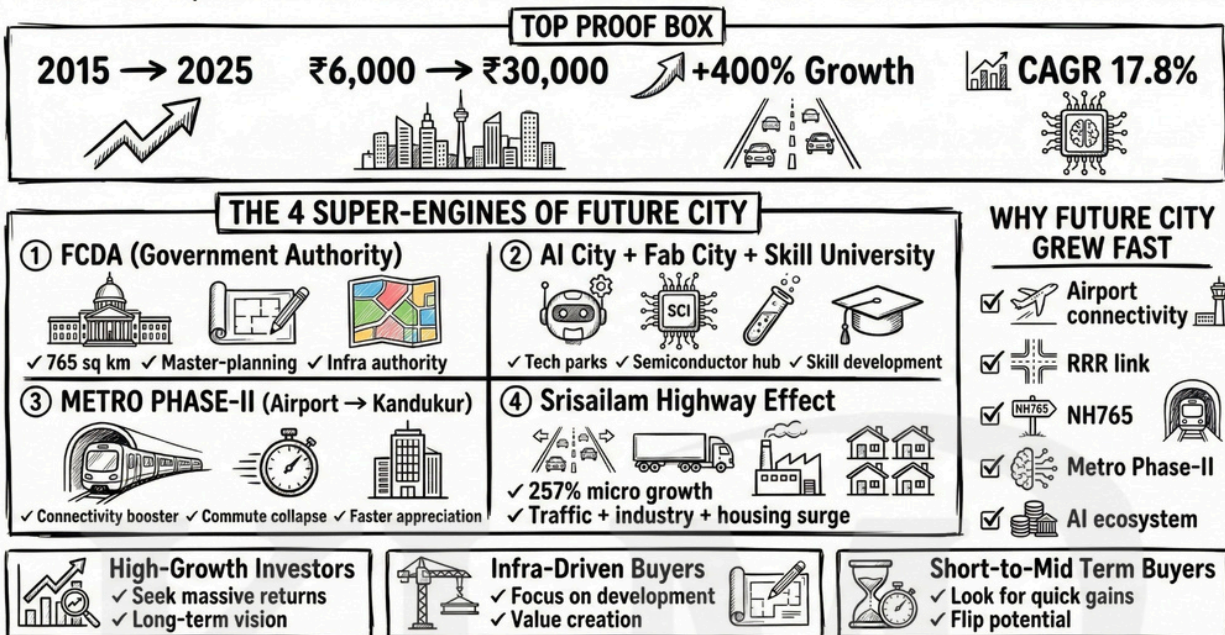 TOP PROOF BOX
2015 → 2025
₹6,000 → ₹30,000
+400% Growth
CAGR 17.8%
THE 4 SUPER-ENGINES OF FUTURE CITY
① FCDA (Government Authority)
✓ 765 sq km ✓ Master-planning ✓ Infra authority
② AI City + Fab City + Skill University
SCI
✓ Tech parks ✓ Semiconductor hub ✓ Skill development
③ METRO PHASE-II (Airport → Kandukur)
✓ Connectivity booster ✓ Commute collapse ✓ Faster appreciation
④ Srisailam Highway Effect
✓ 257% micro growth
✓ Traffic + industry + housing surge
WHY FUTURE CITY
GREW FAST
Airport
connectivity
RRR link
NH765
NH765
Metro Phase-II
AI ecosystem
High-Growth Investors
✓ Seek massive returns
✓ Long-term vision
Infra-Driven Buyers
✓ Focus on development
✓ Value creation
Short-to-Mid Term Buyers
✓ Look for quick gains
✓ Flip potential